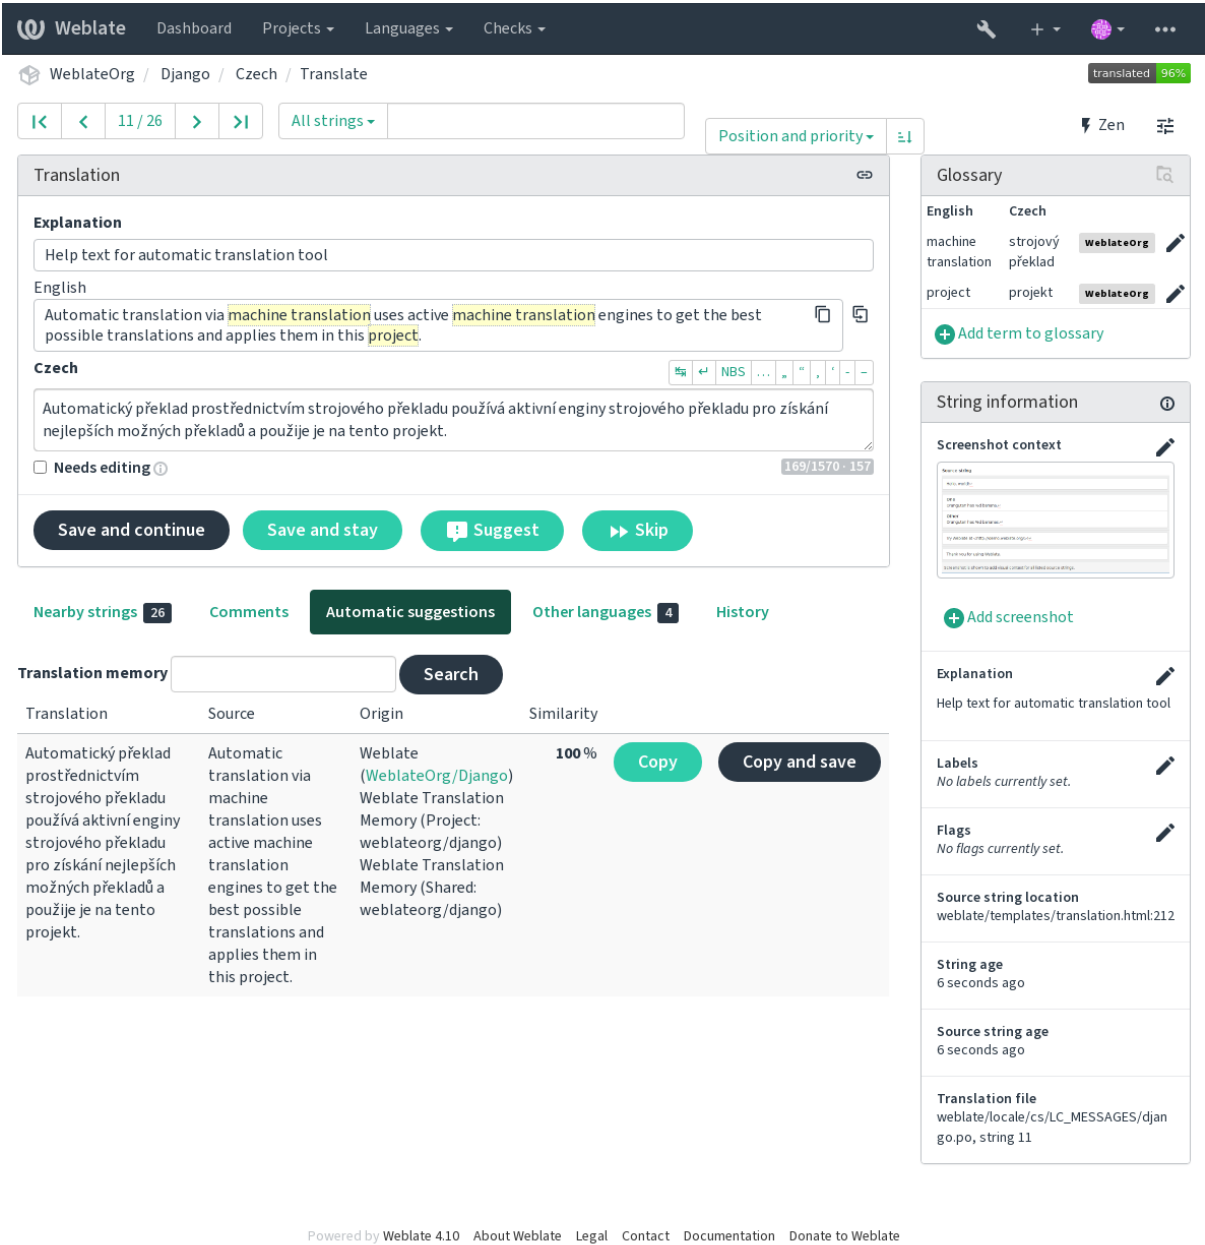 Weblate Dashboard Projects Languages Checks
WeblateOrg / Django / Czech / Translate
translated 96%
11 / 26
All strings
Position and priority
Zen
Translation
Explanation
Help text for automatic translation tool
English
Automatic translation via machine translation uses active machine translation engines to get the best
possible translations and applies them in this project.
Czech
NBS … „ “ ‚ ‘ - –
Automatický překlad prostřednictvím strojového překladu používá aktivní enginy strojového překladu pro získání
nejlepších možných překladů a použije je na tento projekt.
Needs editing
169/1570 · 157
Save and continue
Save and stay
Suggest
Skip
Nearby strings 26
Comments
Automatic suggestions
Other languages 4
History
Translation memory
Search
Translation Source Origin Similarity
Automatický překlad
prostřednictvím
strojového překladu
používá aktivní enginy
strojového překladu
pro získání nejlepších
možných překladů a
použije je na tento
projekt.
Automatic
translation via
machine
translation uses
active machine
translation
engines to get the
best possible
translations and
applies them in
this project.
Weblate
(WeblateOrg/Django)
Weblate Translation
Memory (Project:
weblateorg/django)
Weblate Translation
Memory (Shared:
weblateorg/django)
100 %
Copy
Copy and save
Glossary
English Czech
machine
translation
strojový
překlad
WeblateOrg
project projekt WeblateOrg
Add term to glossary
String information
Screenshot context
Source string
Add screenshot
Explanation
Help text for automatic translation tool
Labels
No labels currently set.
Flags
No flags currently set.
Source string location
weblate/templates/translation.html:212
String age
6 seconds ago
Source string age
6 seconds ago
Translation file
weblate/locale/cs/LC_MESSAGES/djan
go.po, string 11
Powered by Weblate 4.10 About Weblate Legal Contact Documentation Donate to Weblate